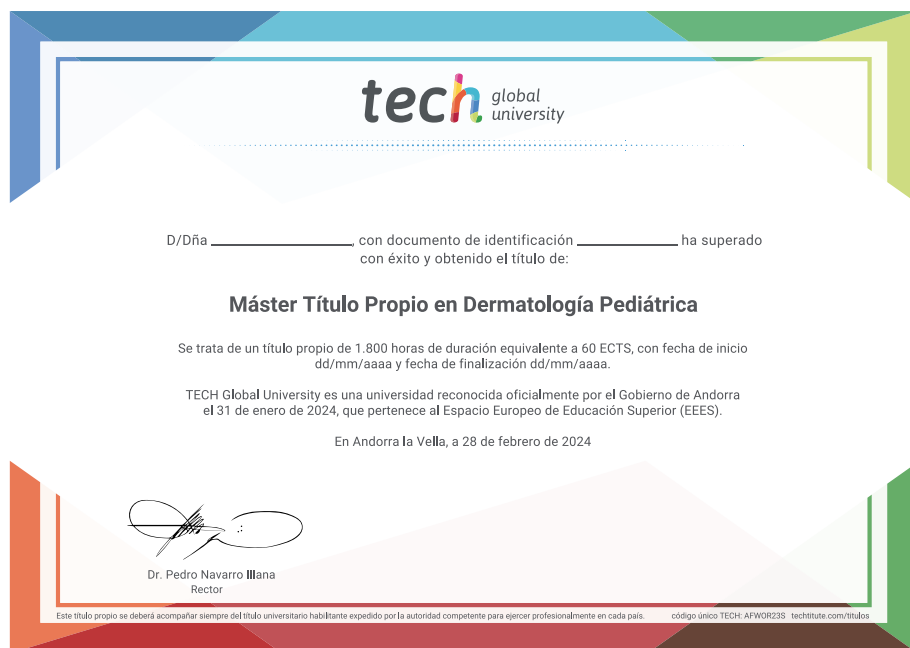 tech global university
D/Dña ____________________, con documento de identificación ______________ ha superado
con éxito y obtenido el título de:
Máster Título Propio en Dermatología Pediátrica
Se trata de un título propio de 1.800 horas de duración equivalente a 60 ECTS, con fecha de inicio
dd/mm/aaaa y fecha de finalización dd/mm/aaaa.
TECH Global University es una universidad reconocida oficialmente por el Gobierno de Andorra
el 31 de enero de 2024, que pertenece al Espacio Europeo de Educación Superior (EEES).
En Andorra la Vella, a 28 de febrero de 2024
Dr. Pedro Navarro Illana
Rector
Este título propio se deberá acompañar siempre del título universitario habilitante expedido por la autoridad competente para ejercer profesionalmente en cada país. código único TECH: AFWOR23S techtitute.com/titulos